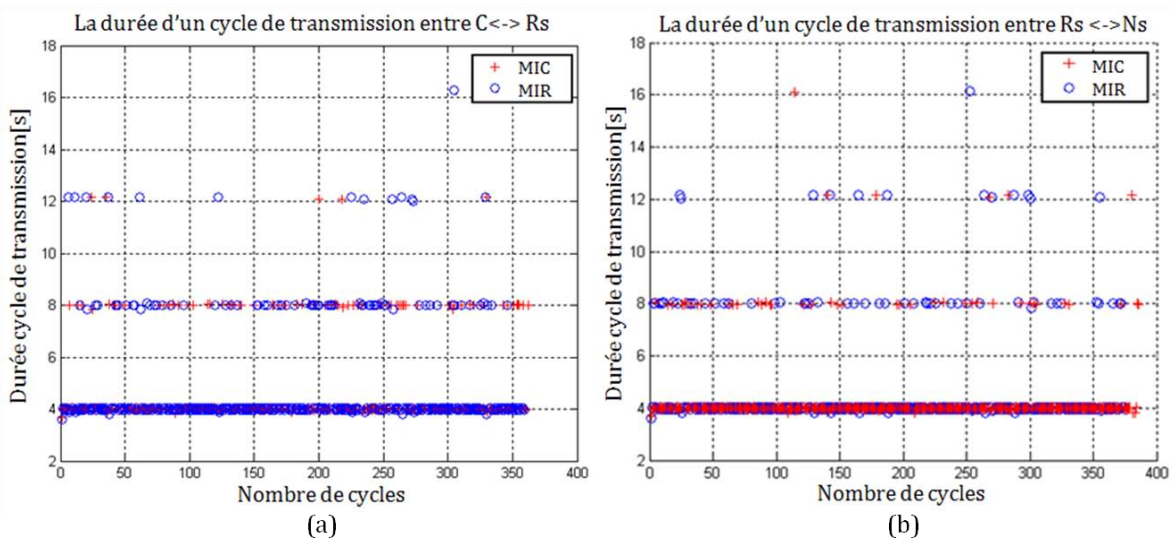 (a)
La durée d'un cycle de transmission entre C<-> Rs
MIC
MIR
Durée cycle de transmission[s]
18
16
14
12
10
8
6
4
2
0 50 100 150 200 250 300 350 400
Nombre de cycles
(a)
(b)
La durée d'un cycle de transmission entre Rs <->Ns
MIC
MIR
Durée cycle de transmission[s]
18
16
14
12
10
8
6
4
2
0 50 100 150 200 250 300 350 400
Nombre de cycles
(b)